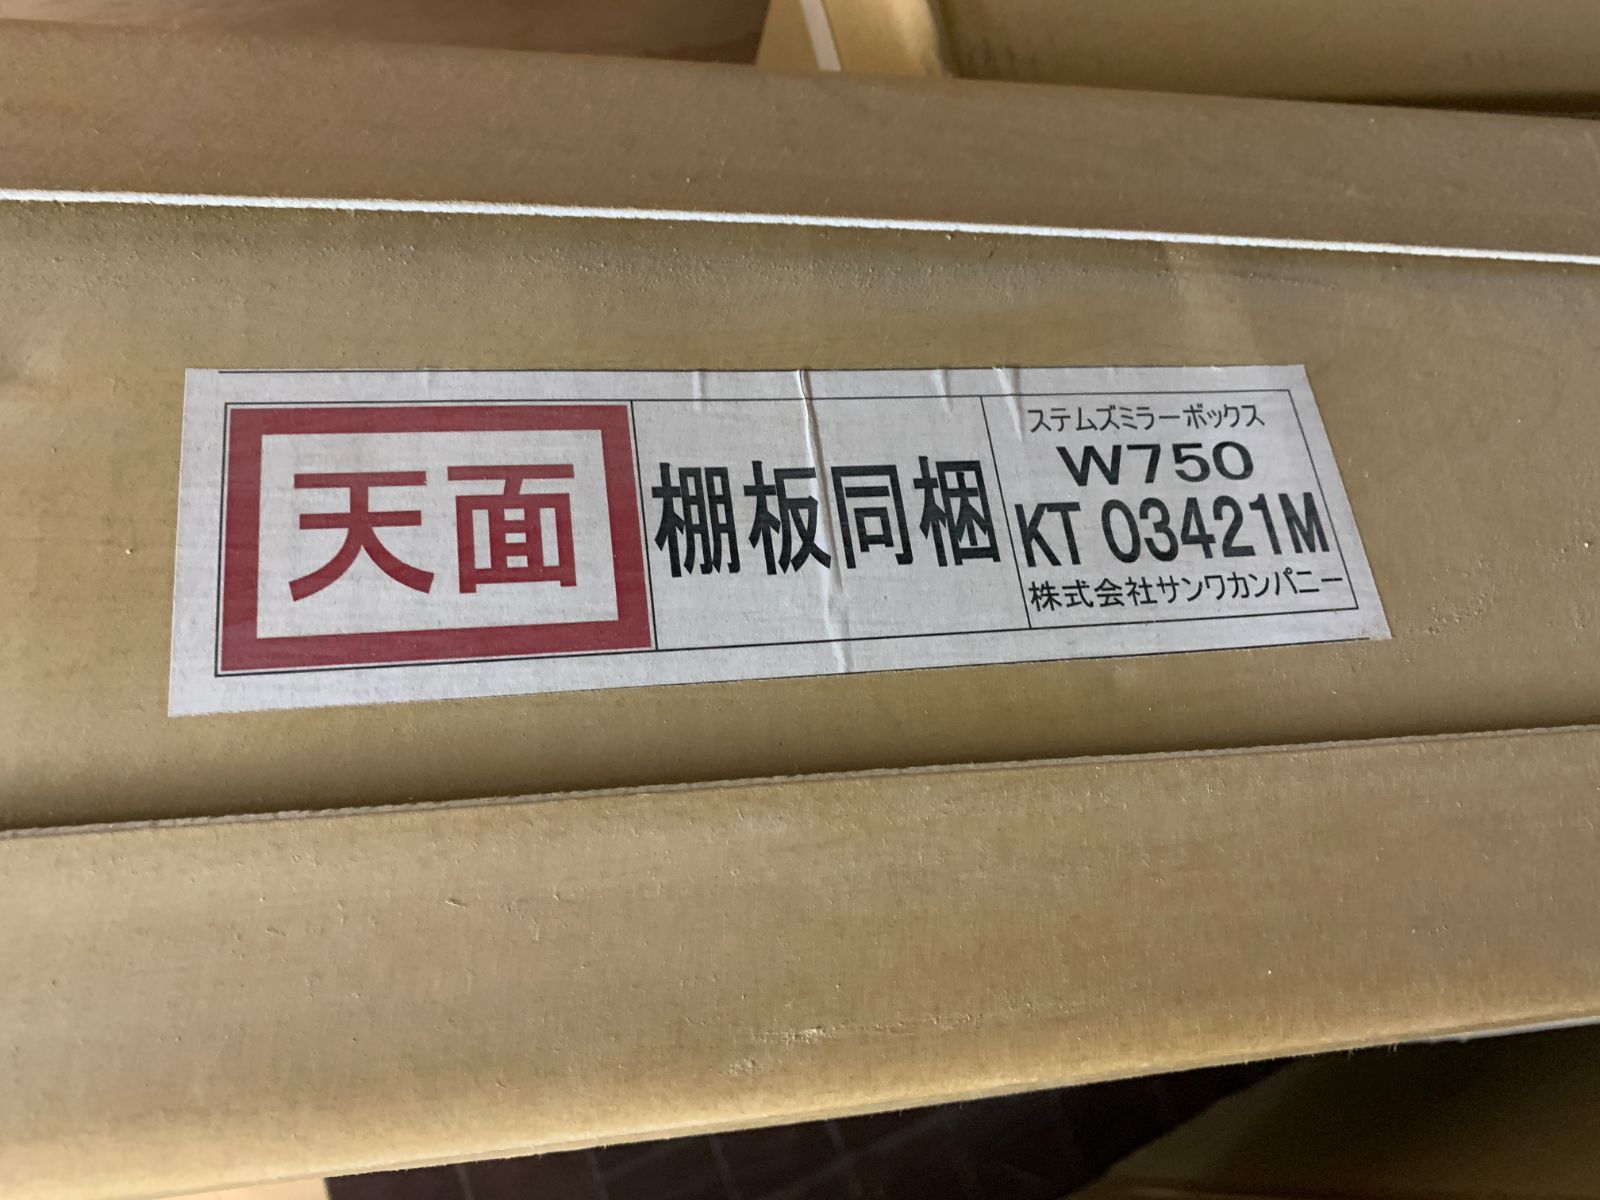 天面
棚板同梱
ステムズミラーボックス
W750
KT 03421M
株式会社サンワカンパニー